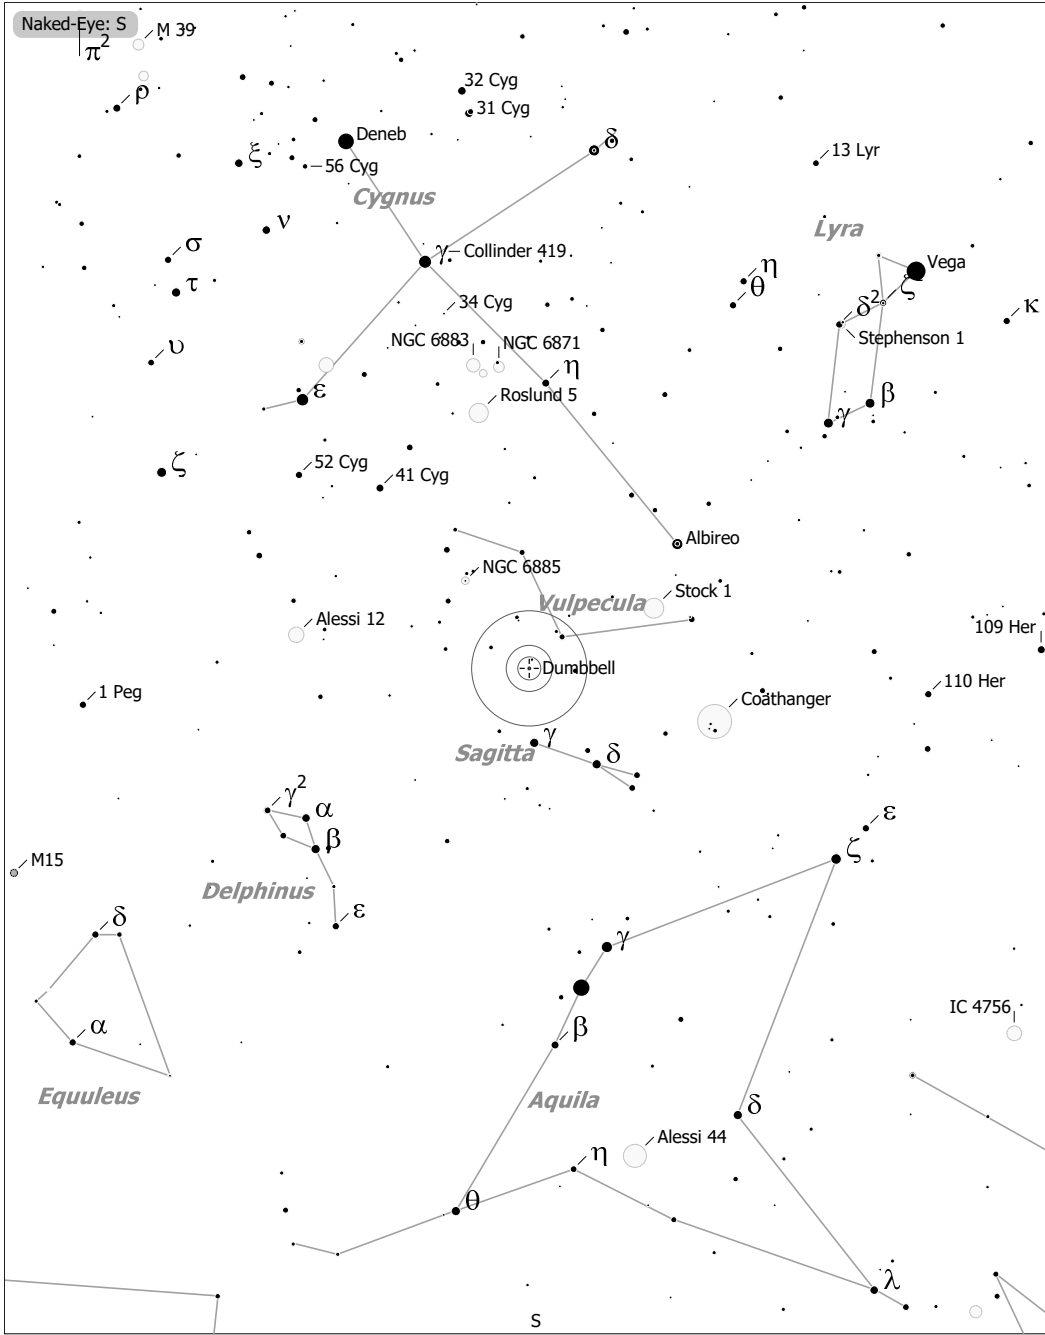 Naked-Eye: S
M 39
π²
ρ
32 Cyg
31 Cyg
Deneb
δ
13 Lyr
ξ
56 Cyg
Cygnus
ν
Lyra
σ
γ
Collinder 419
η
Vega
τ
θ
ζ
34 Cyg
δ²
κ
NGC 6883
NGC 6871
Stephenson 1
υ
η
ε
Roslund 5
β
γ
ζ
52 Cyg
41 Cyg
Albireo
NGC 6885
Vulpecula
Stock 1
Alessi 12
109 Her
Dumbbell
1 Peg
Coathanger
110 Her
γ
Sagitta
δ
γ²
α
ε
β
ζ
M15
Delphinus
ε
δ
γ
IC 4756
α
β
Equuleus
Aquila
δ
Alessi 44
η
θ
λ
S